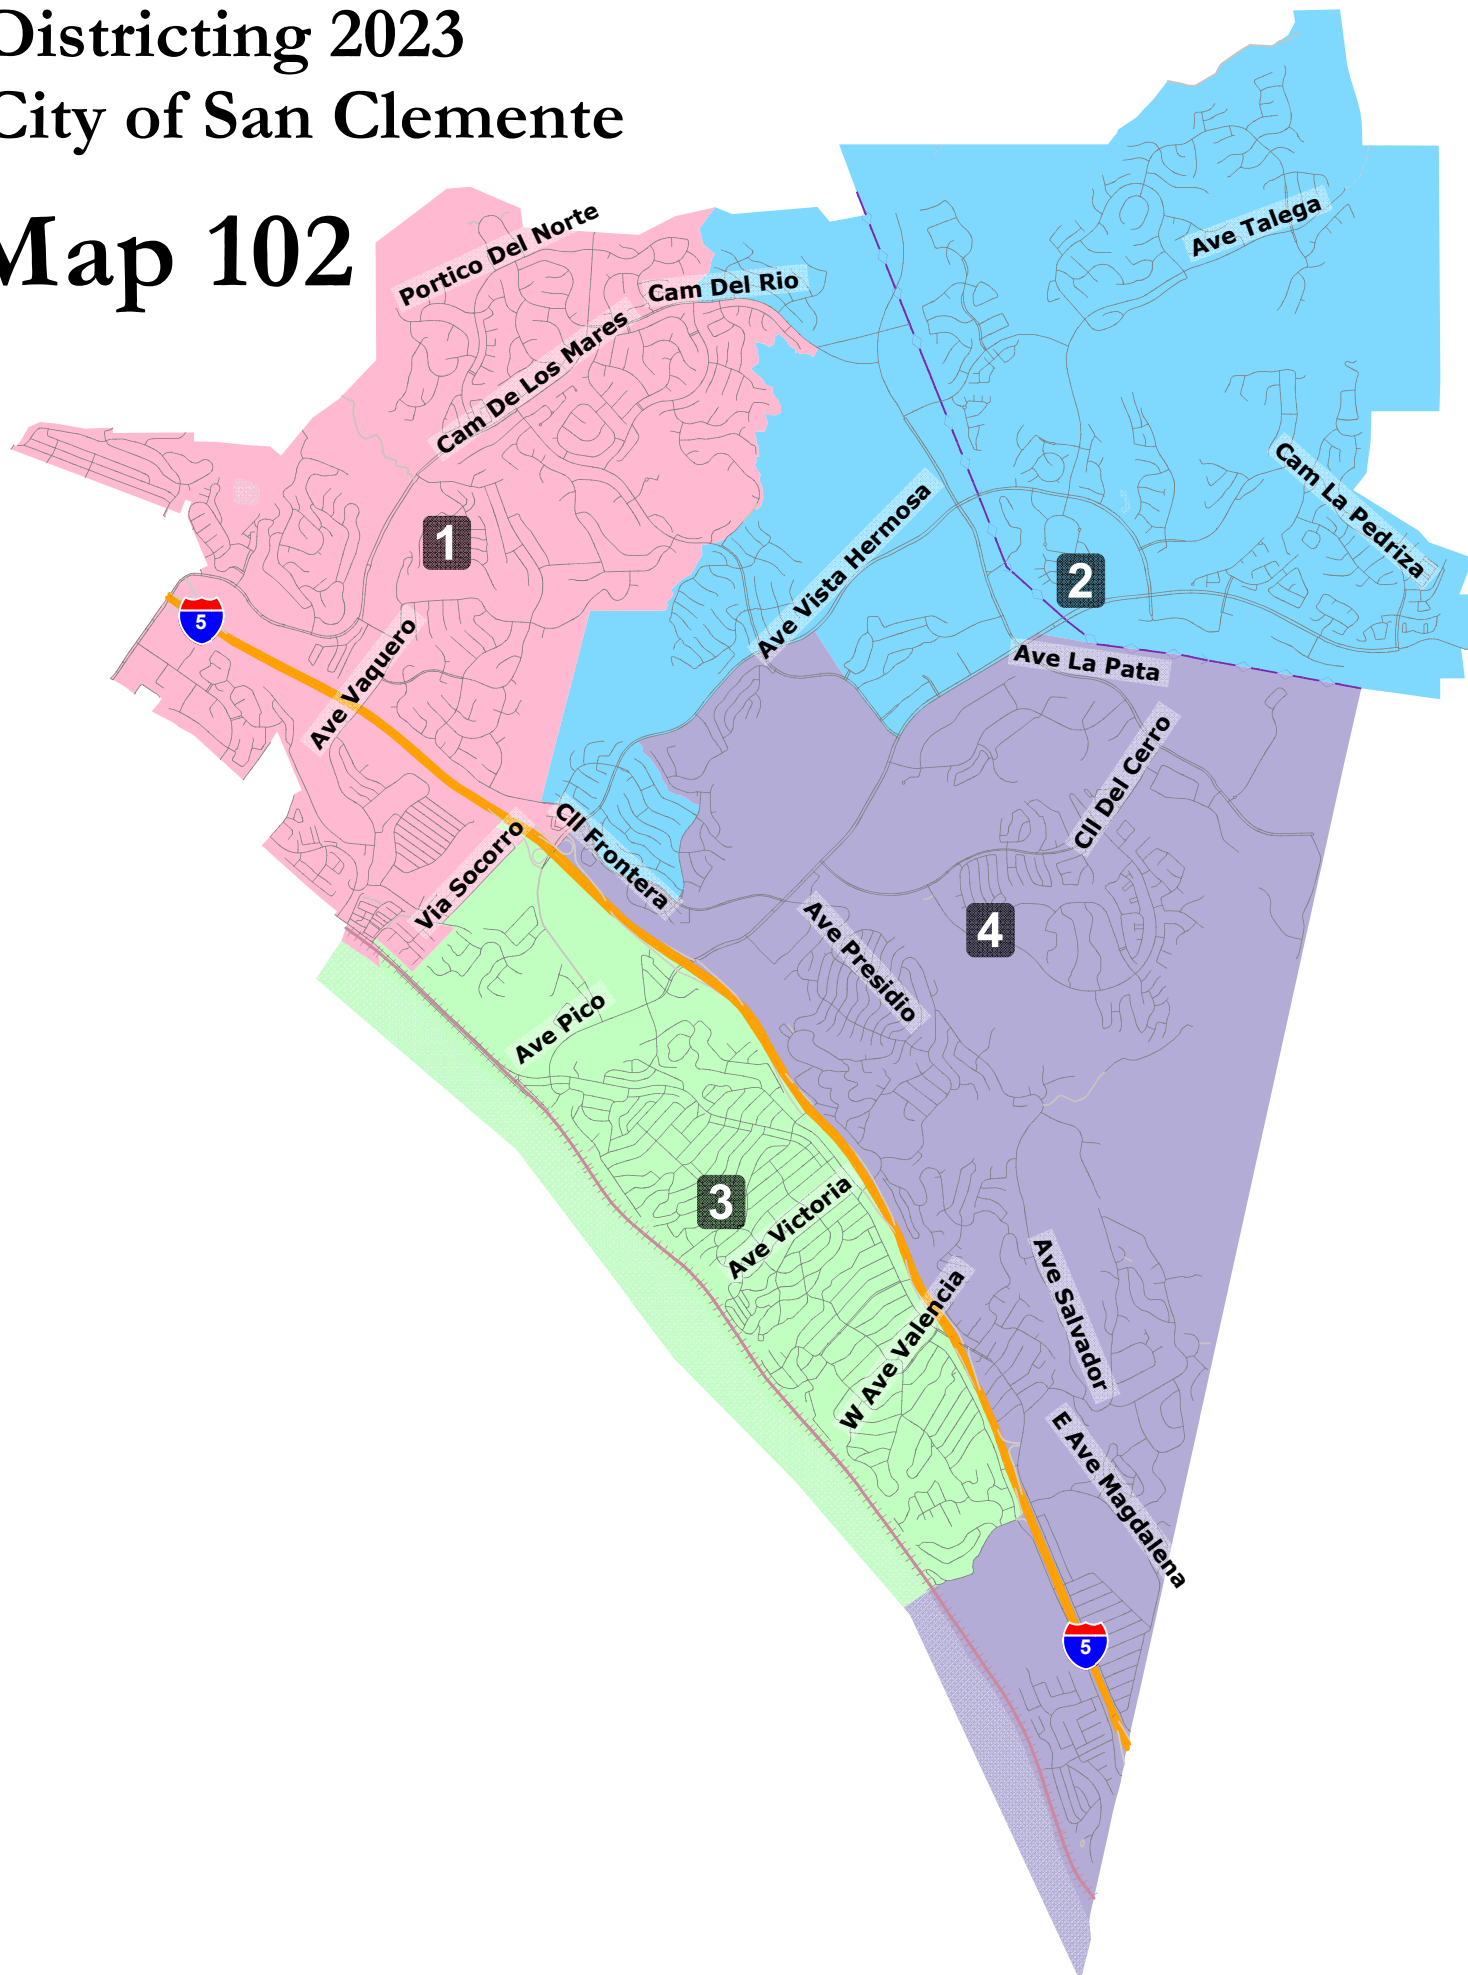 Districting 2023
City of San Clemente
Map 102
Portico Del Norte
Ave Talega
Cam Del Rio
Cam De Los Mares
Cam La Pedriza
Ave Vista Hermosa
1
2
5
Ave Vaquero
Ave La Pata
Cll Del Cerro
Cll Frontera
Via Socorro
Ave Presidio
4
Ave Pico
3
Ave Victoria
W Ave Valencia
Ave Salvador
E Ave Magdalena
5